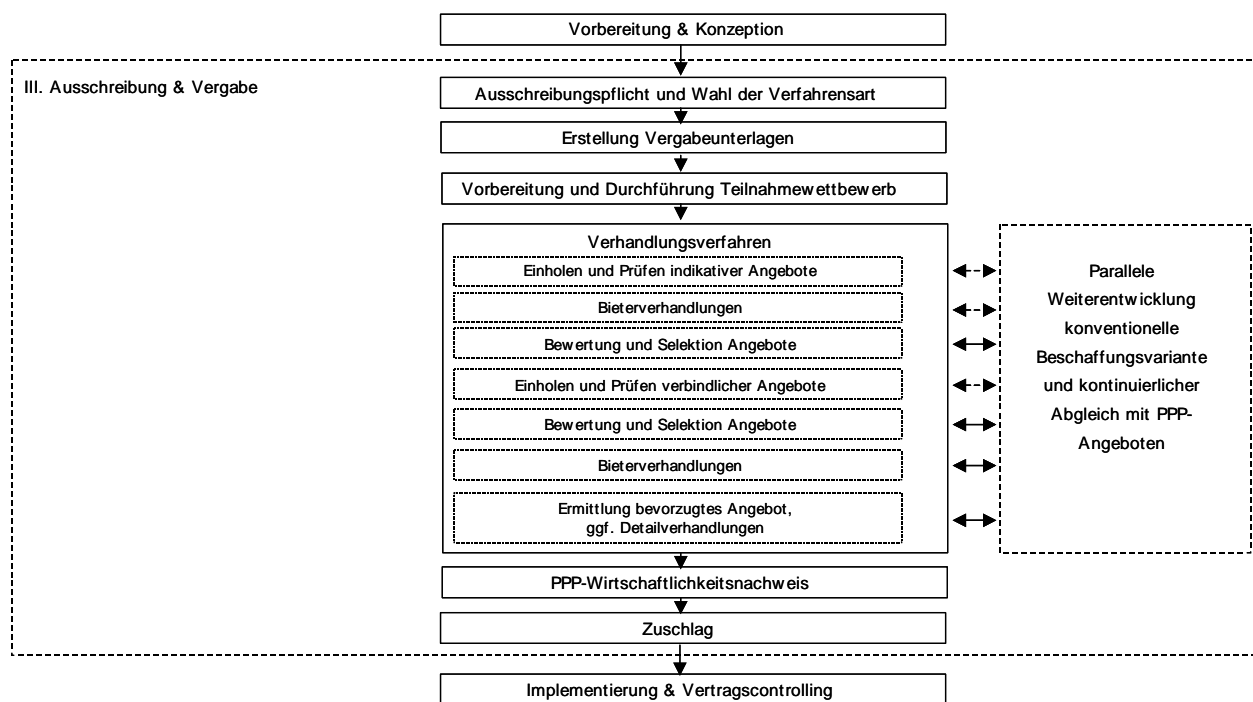 Vorbereitung & Konzeption
III. Ausschreibung & Vergabe
Ausschreibungspflicht und Wahl der Verfahrensart
Erstellung Vergabeunterlagen
Vorbereitung und Durchführung Teilnahmewettbewerb
Verhandlungsverfahren
Einholen und Prüfen indikativer Angebote
Bieterverhandlungen
Bewertung und Selektion Angebote
Einholen und Prüfen verbindlicher Angebote
Bewertung und Selektion Angebote
Bieterverhandlungen
Ermittlung bevorzugtes Angebot,
ggf. Detailverhandlungen
Parallele
Weiterentwicklung
konventionelle
Beschaffungsvariante
und kontinuierlicher
Abgleich mit PPP-
Angeboten
PPP-Wirtschaftlichkeitsnachweis
Zuschlag
Implementierung & Vertragscontrolling